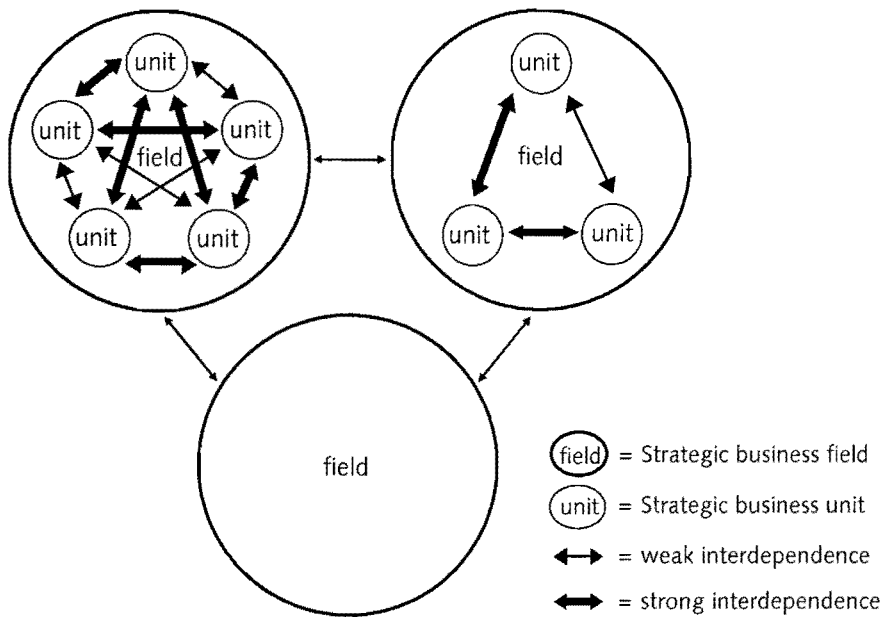 unit
unit
unit
unit
field
unit
unit
unit
field
unit
unit
field
field = Strategic business field
unit = Strategic business unit
= weak interdependence
= strong interdependence